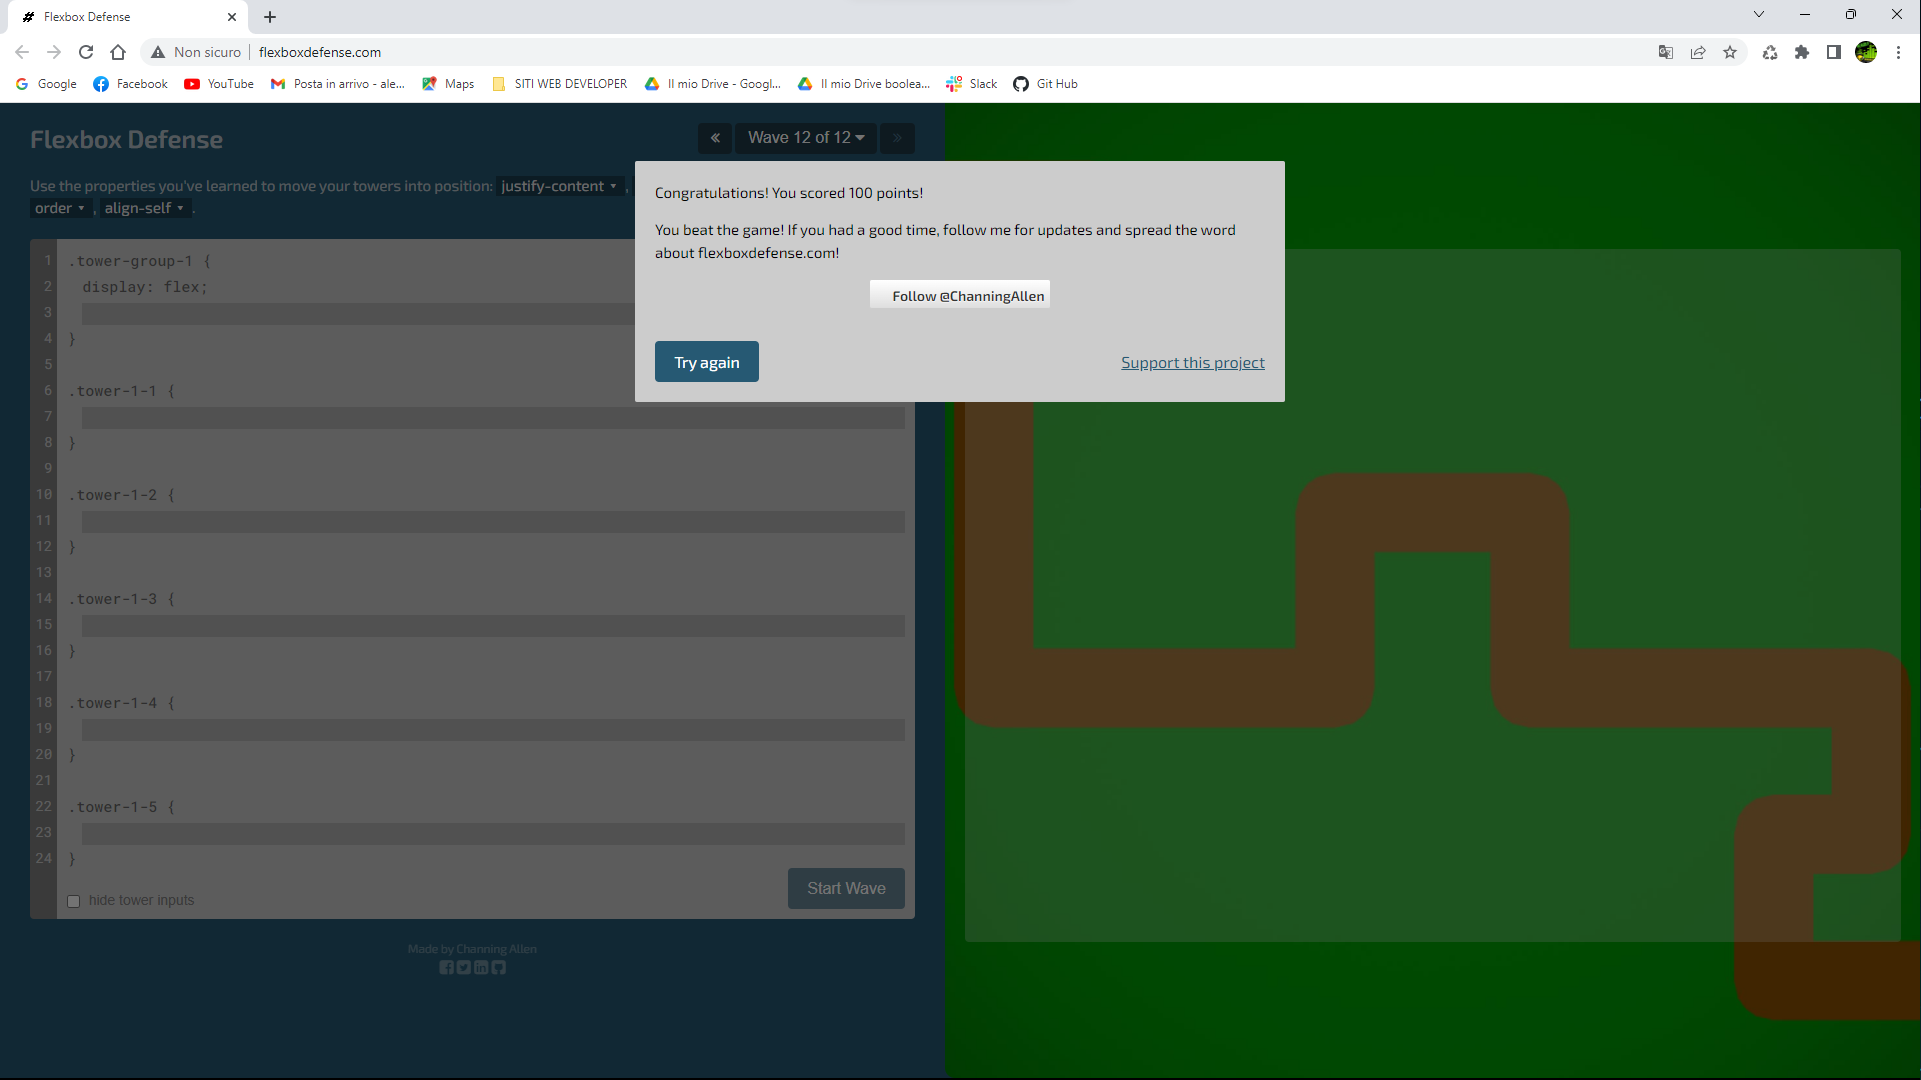 Flexbox Defense
Non sicuro flexboxdefense.com
Google Facebook YouTube Posta in arrivo - ale... Maps SITI WEB DEVELOPER Il mio Drive - Googl... Il mio Drive boolea... Slack Git Hub
Flexbox Defense
« Wave 12 of 12 »
Use the properties you've learned to move your towers into position: justify-content ,
order , align-self .
Congratulations! You scored 100 points!
You beat the game! If you had a good time, follow me for updates and spread the word
about flexboxdefense.com!
Follow @ChanningAllen
Try again
Support this project
1 .tower-group-1 {
2 display: flex;
3
4 }
5
6 .tower-1-1 {
7
8 }
9
10 .tower-1-2 {
11
12 }
13
14 .tower-1-3 {
15
16 }
17
18 .tower-1-4 {
19
20 }
21
22 .tower-1-5 {
23
24 }
hide tower inputs
Start Wave
Made by Channing Allen